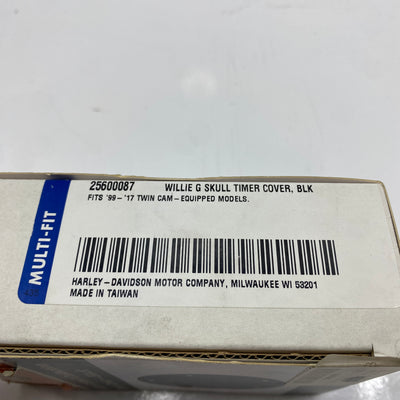 25600087 WILLIE G SKULL TIMER COVER, BLK
FITS '99-'17 TWIN CAM-EQUIPPED MODELS.
MULTI-FIT
HARLEY-DAVIDSON MOTOR COMPANY, MILWAUKEE WI 53201
MADE IN TAIWAN